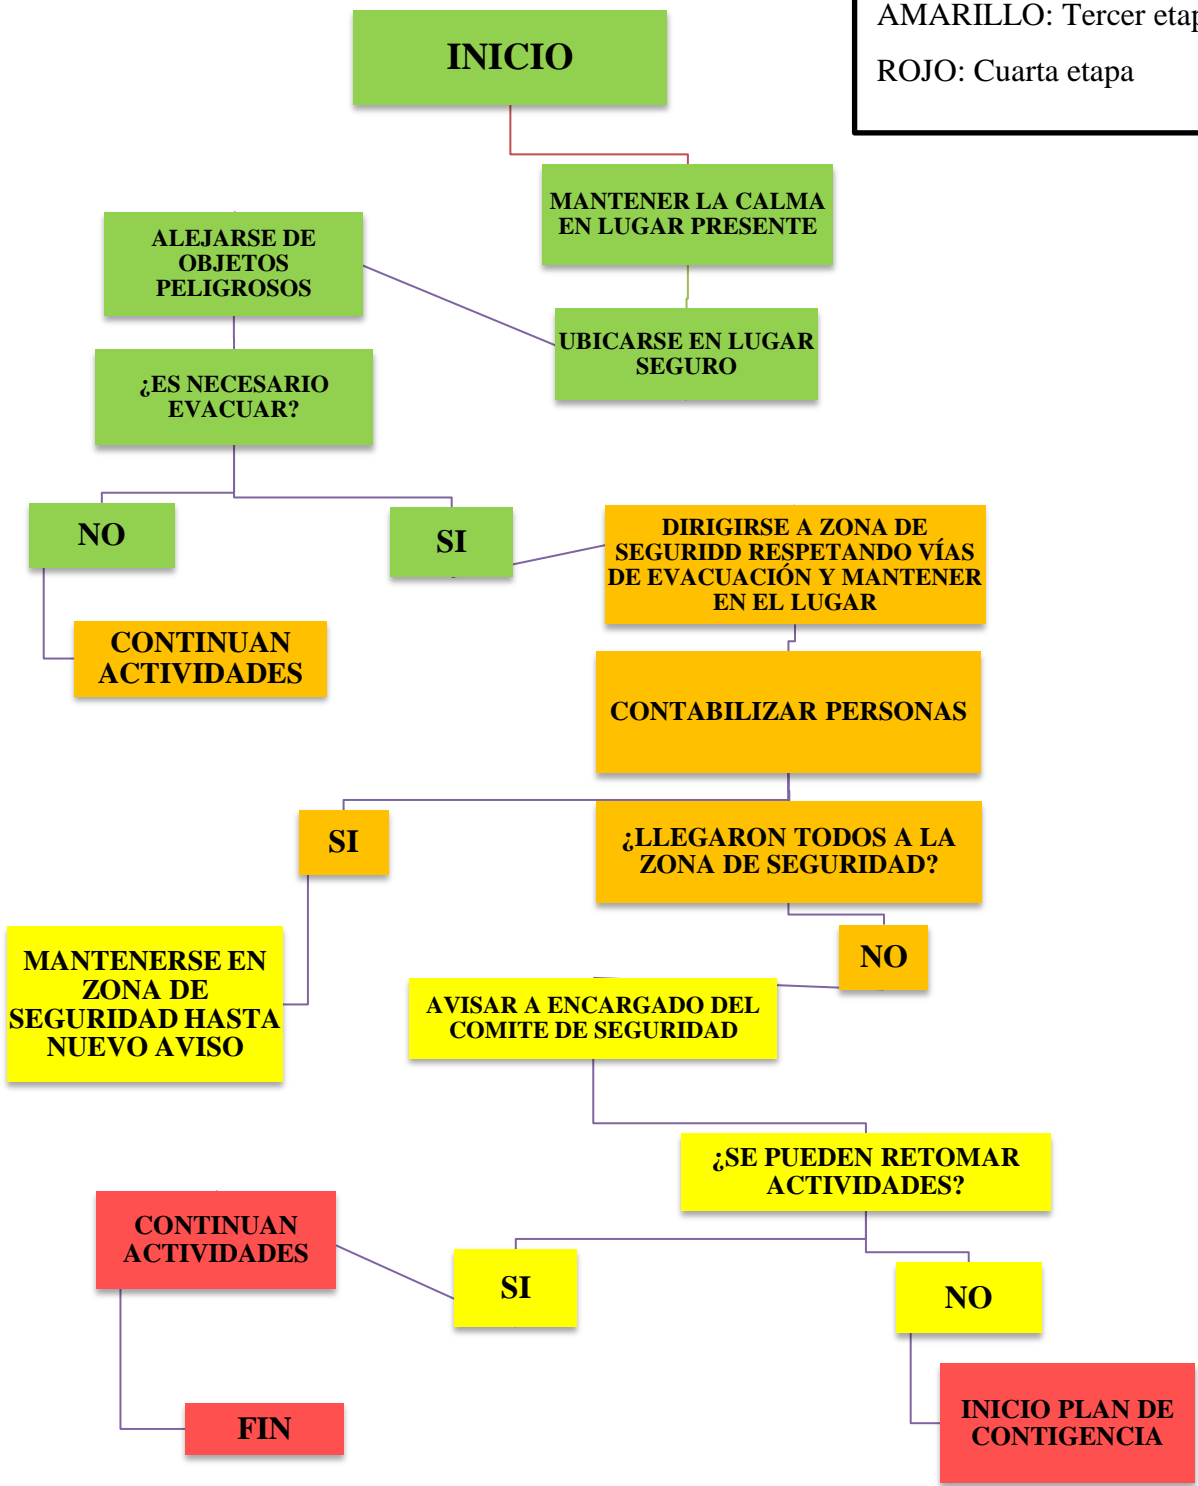 AMARILLO: Tercer
ROJO: Cuarta etapa
INICIO
MANTENER LA CALMA
EN LUGAR PRESENTE
ALEJARSE DE
OBJETOS
PELIGROSOS
UBICARSE EN LUGAR
SEGURO
¿ES NECESARIO
EVACUAR?
NO
SI
DIRIGIRSE A ZONA DE
SEGURIDD RESPETANDO VÍAS
DE EVACUACIÓN Y MANTENER
EN EL LUGAR
CONTINUAN
ACTIVIDADES
CONTABILIZAR PERSONAS
SI
¿LLEGARON TODOS A LA
ZONA DE SEGURIDAD?
NO
MANTENERSE EN
ZONA DE
SEGURIDAD HASTA
NUEVO AVISO
AVISAR A ENCARGADO DEL
COMITE DE SEGURIDAD
¿SE PUEDEN RETOMAR
ACTIVIDADES?
CONTINUAN
ACTIVIDADES
SI
NO
FIN
INICIO PLAN DE
CONTIGENCIA